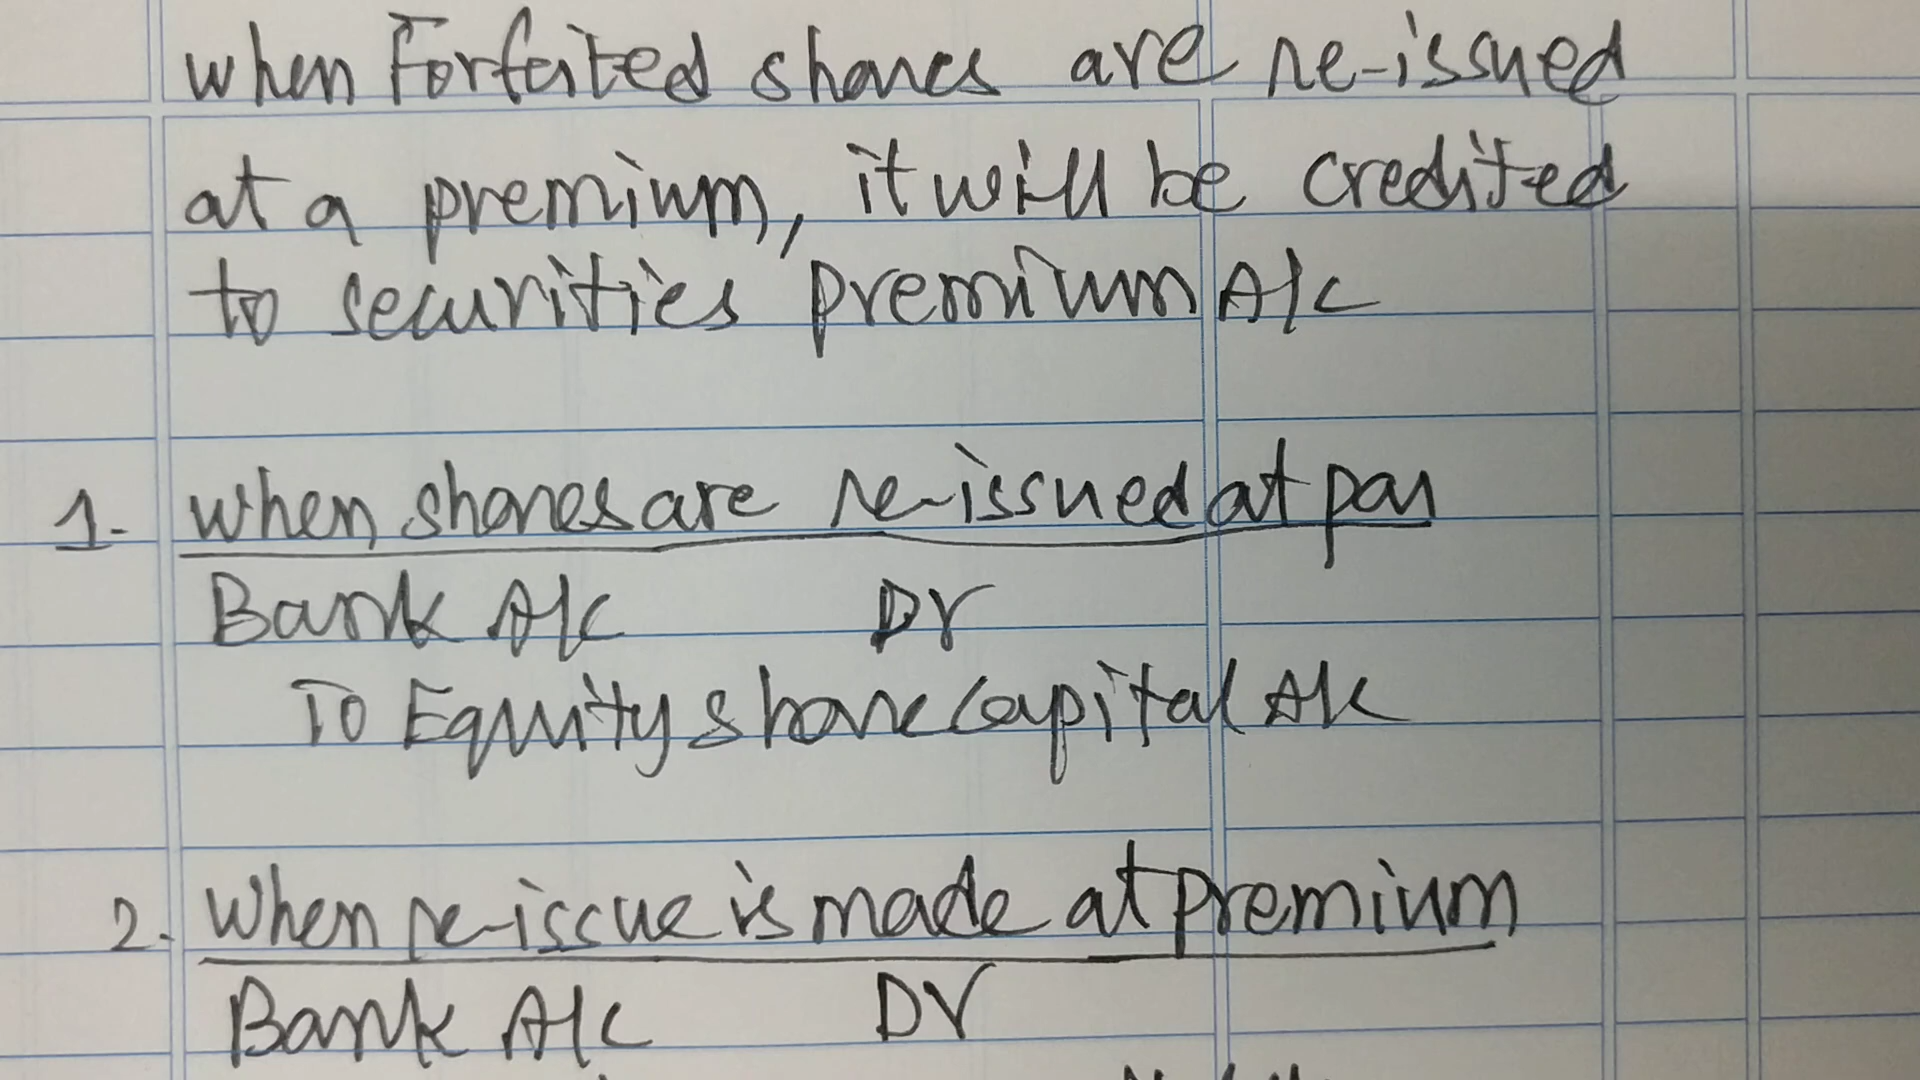 when Forfeited shares are re-issued
at a premium, it will be credited
to securities premium A/c
1. when shares are re-issued at par
Bank A/c Dr
To Equity share capital A/c
2. When re-issue is made at premium
Bank A/c Dr